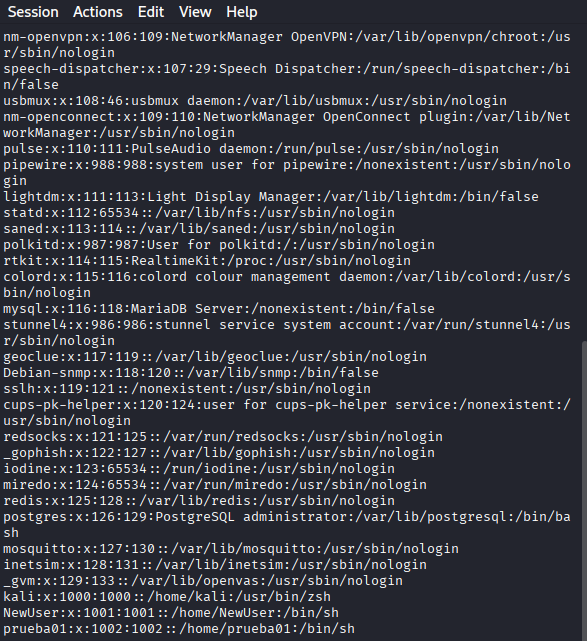 Session Actions Edit View Help
nm-openvpn:x:106:109:NetworkManager OpenVPN:/var/lib/openvpn/chroot:/us
r/sbin/nologin
speech-dispatcher:x:107:29:Speech Dispatcher:/run/speech-dispatcher:/bi
n/false
usbmux:x:108:46:usbmux daemon:/var/lib/usbmux:/usr/sbin/nologin
nm-openconnect:x:109:110:NetworkManager OpenConnect plugin:/var/lib/Net
workManager:/usr/sbin/nologin
pulse:x:110:111:PulseAudio daemon:/run/pulse:/usr/sbin/nologin
pipewire:x:988:988:system user for pipewire:/nonexistent:/usr/sbin/nolo
gin
lightdm:x:111:113:Light Display Manager:/var/lib/lightdm:/bin/false
statd:x:112:65534::/var/lib/nfs:/usr/sbin/nologin
saned:x:113:114::/var/lib/saned:/usr/sbin/nologin
polkitd:x:987:987:User for polkitd:/:/usr/sbin/nologin
rtkit:x:114:115:RealtimeKit:/proc:/usr/sbin/nologin
colord:x:115:116:colord colour management daemon:/var/lib/colord:/usr/s
bin/nologin
mysql:x:116:118:MariaDB Server:/nonexistent:/bin/false
stunnel4:x:986:986:stunnel service system account:/var/run/stunnel4:/us
r/sbin/nologin
geoclue:x:117:119::/var/lib/geoclue:/usr/sbin/nologin
Debian-snmp:x:118:120::/var/lib/snmp:/bin/false
sslh:x:119:121::/nonexistent:/usr/sbin/nologin
cups-pk-helper:x:120:124:user for cups-pk-helper service:/nonexistent:/
usr/sbin/nologin
redsocks:x:121:125::/var/run/redsocks:/usr/sbin/nologin
_gophish:x:122:127::/var/lib/gophish:/usr/sbin/nologin
iodine:x:123:65534::/run/iodine:/usr/sbin/nologin
miredo:x:124:65534::/var/run/miredo:/usr/sbin/nologin
redis:x:125:128::/var/lib/redis:/usr/sbin/nologin
postgres:x:126:129:PostgreSQL administrator:/var/lib/postgresql:/bin/ba
sh
mosquitto:x:127:130::/var/lib/mosquitto:/usr/sbin/nologin
inetsim:x:128:131::/var/lib/inetsim:/usr/sbin/nologin
_gvm:x:129:133::/var/lib/openvas:/usr/sbin/nologin
kali:x:1000:1000::/home/kali:/usr/bin/zsh
NewUser:x:1001:1001::/home/NewUser:/bin/sh
prueba01:x:1002:1002::/home/prueba01:/bin/sh